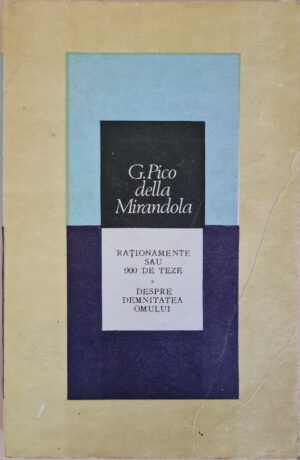 G. Pico
della
Mirandola
RAȚIONAMENTE
SAU
900 DE TEZE
*
DESPRE
DEMNITATEA
OMULUI